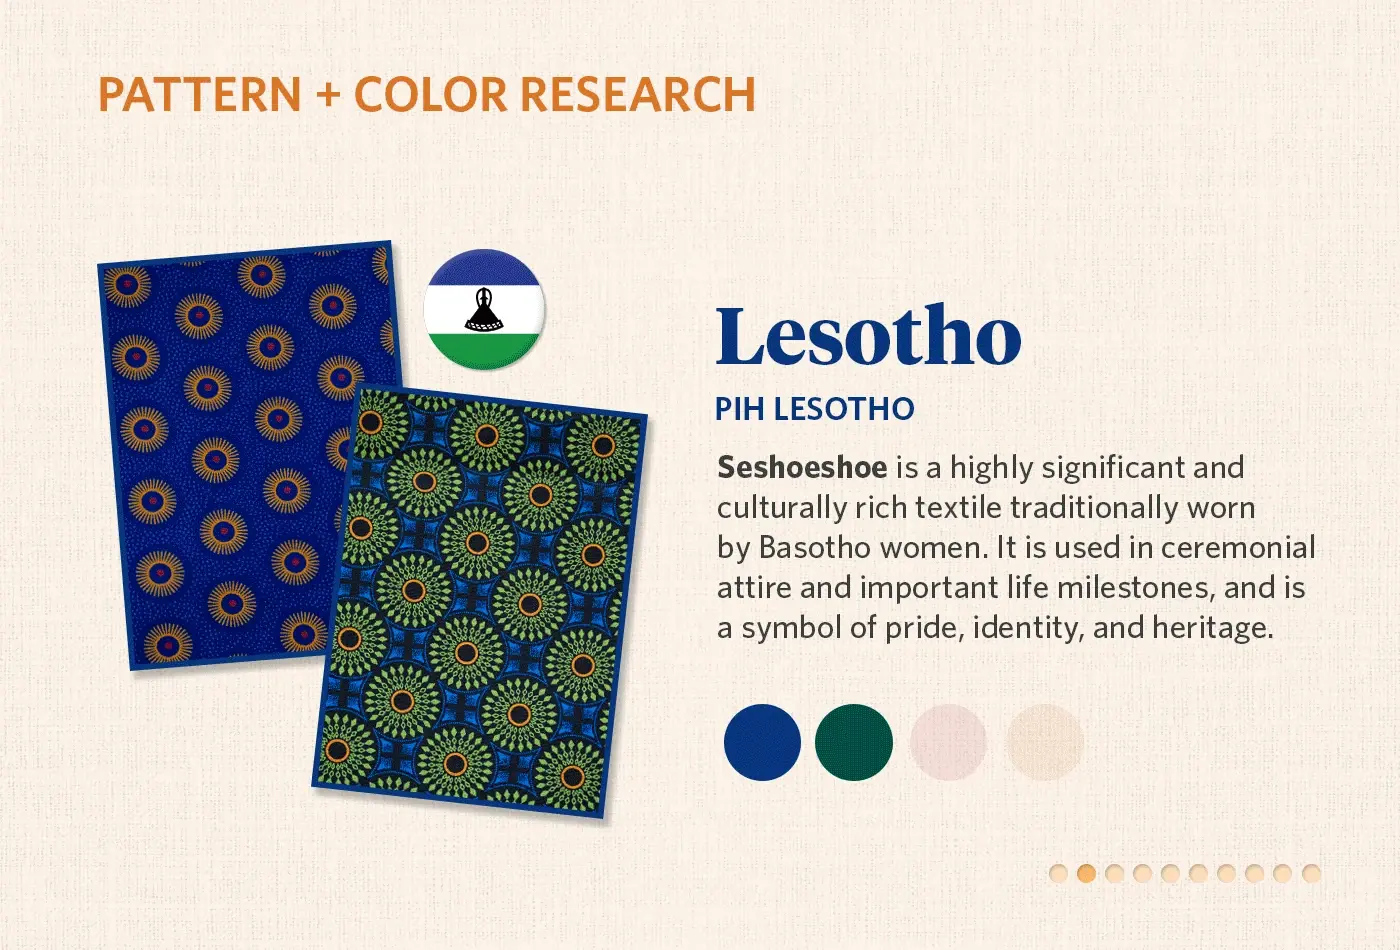 PATTERN + COLOR RESEARCH
Lesotho
PIH LESOTHO
Seshoeshoe is a highly significant and
culturally rich textile traditionally worn
by Basotho women. It is used in ceremonial
attire and important life milestones, and is
a symbol of pride, identity, and heritage.